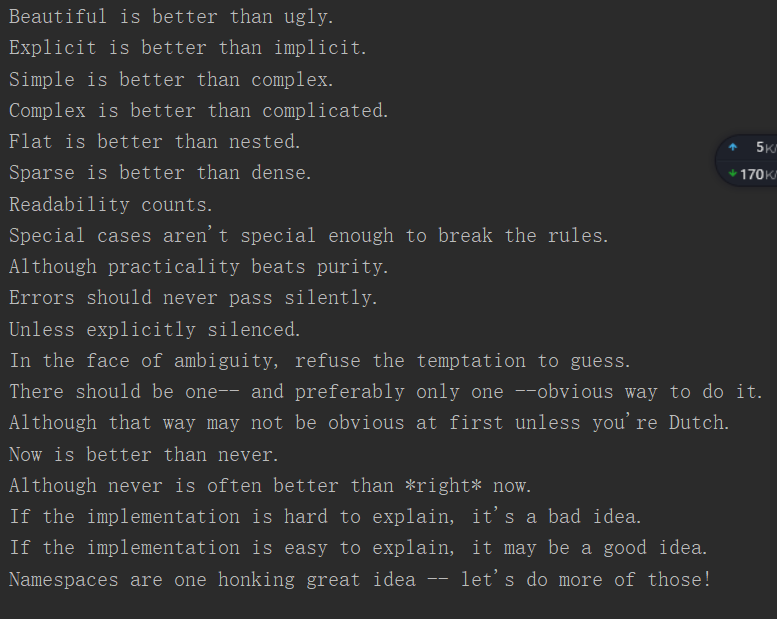 Beautiful is better than ugly.
Explicit is better than implicit.
Simple is better than complex.
Complex is better than complicated.
Flat is better than nested.
Sparse is better than dense.
Readability counts.
Special cases aren't special enough to break the rules.
Although practicality beats purity.
Errors should never pass silently.
Unless explicitly silenced.
In the face of ambiguity, refuse the temptation to guess.
There should be one-- and preferably only one --obvious way to do it.
Although that way may not be obvious at first unless you're Dutch.
Now is better than never.
Although never is often better than *right* now.
If the implementation is hard to explain, it's a bad idea.
If the implementation is easy to explain, it may be a good idea.
Namespaces are one honking great idea -- let's do more of those!
↑ 5K/
↓ 170K/